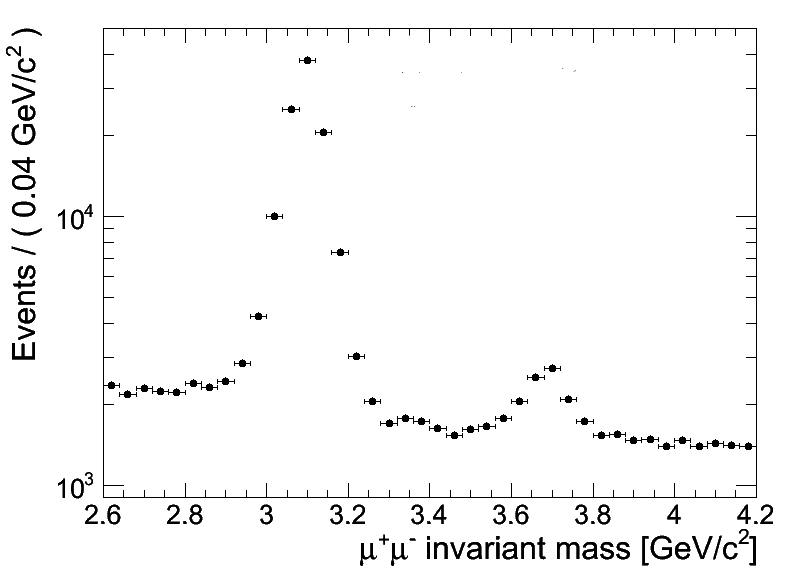 Events / ( 0.04 GeV/c² )
10⁴
10³
2.6 2.8 3 3.2 3.4 3.6 3.8 4 4.2
μ⁺μ⁻ invariant mass [GeV/c²]